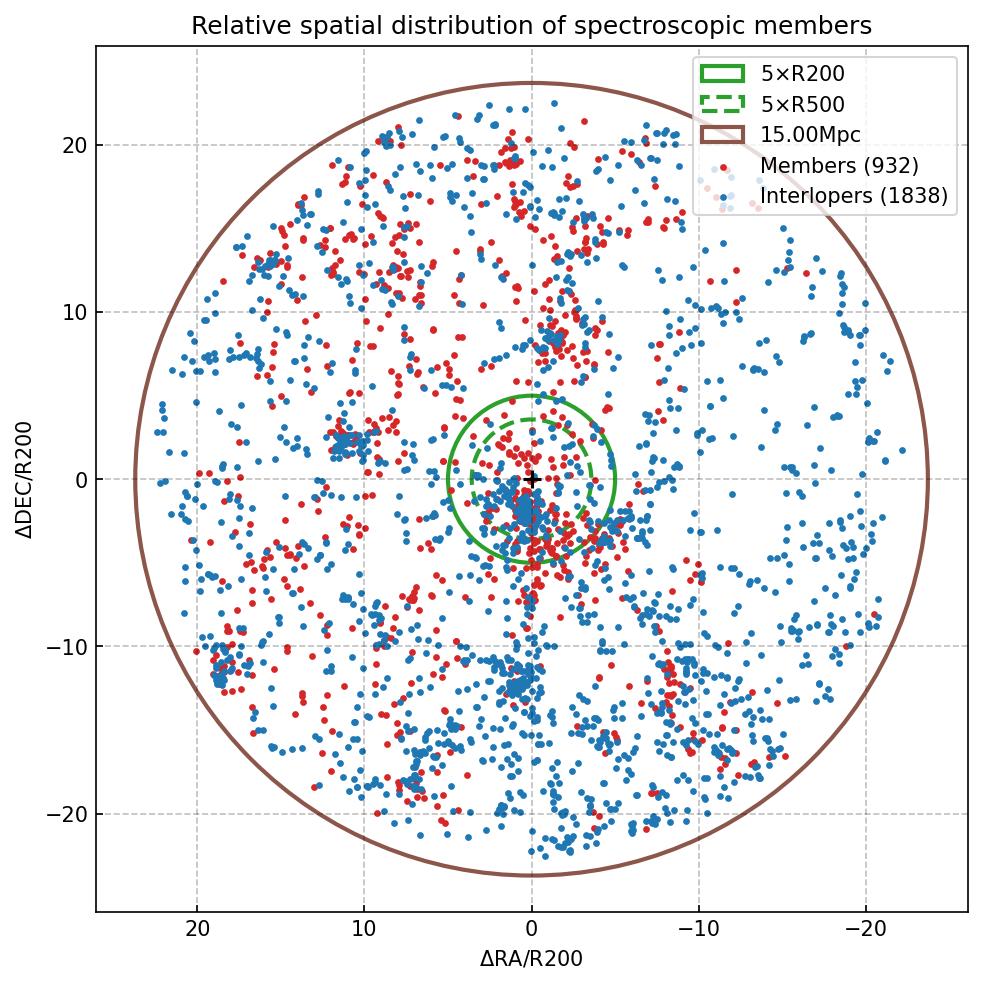 Relative spatial distribution of spectroscopic members
5×R200
5×R500
15.00Mpc
Members (932)
Interlopers (1838)
ΔDEC/R200
20
10
0
−10
−20
20
10
0
−10
−20
ΔRA/R200